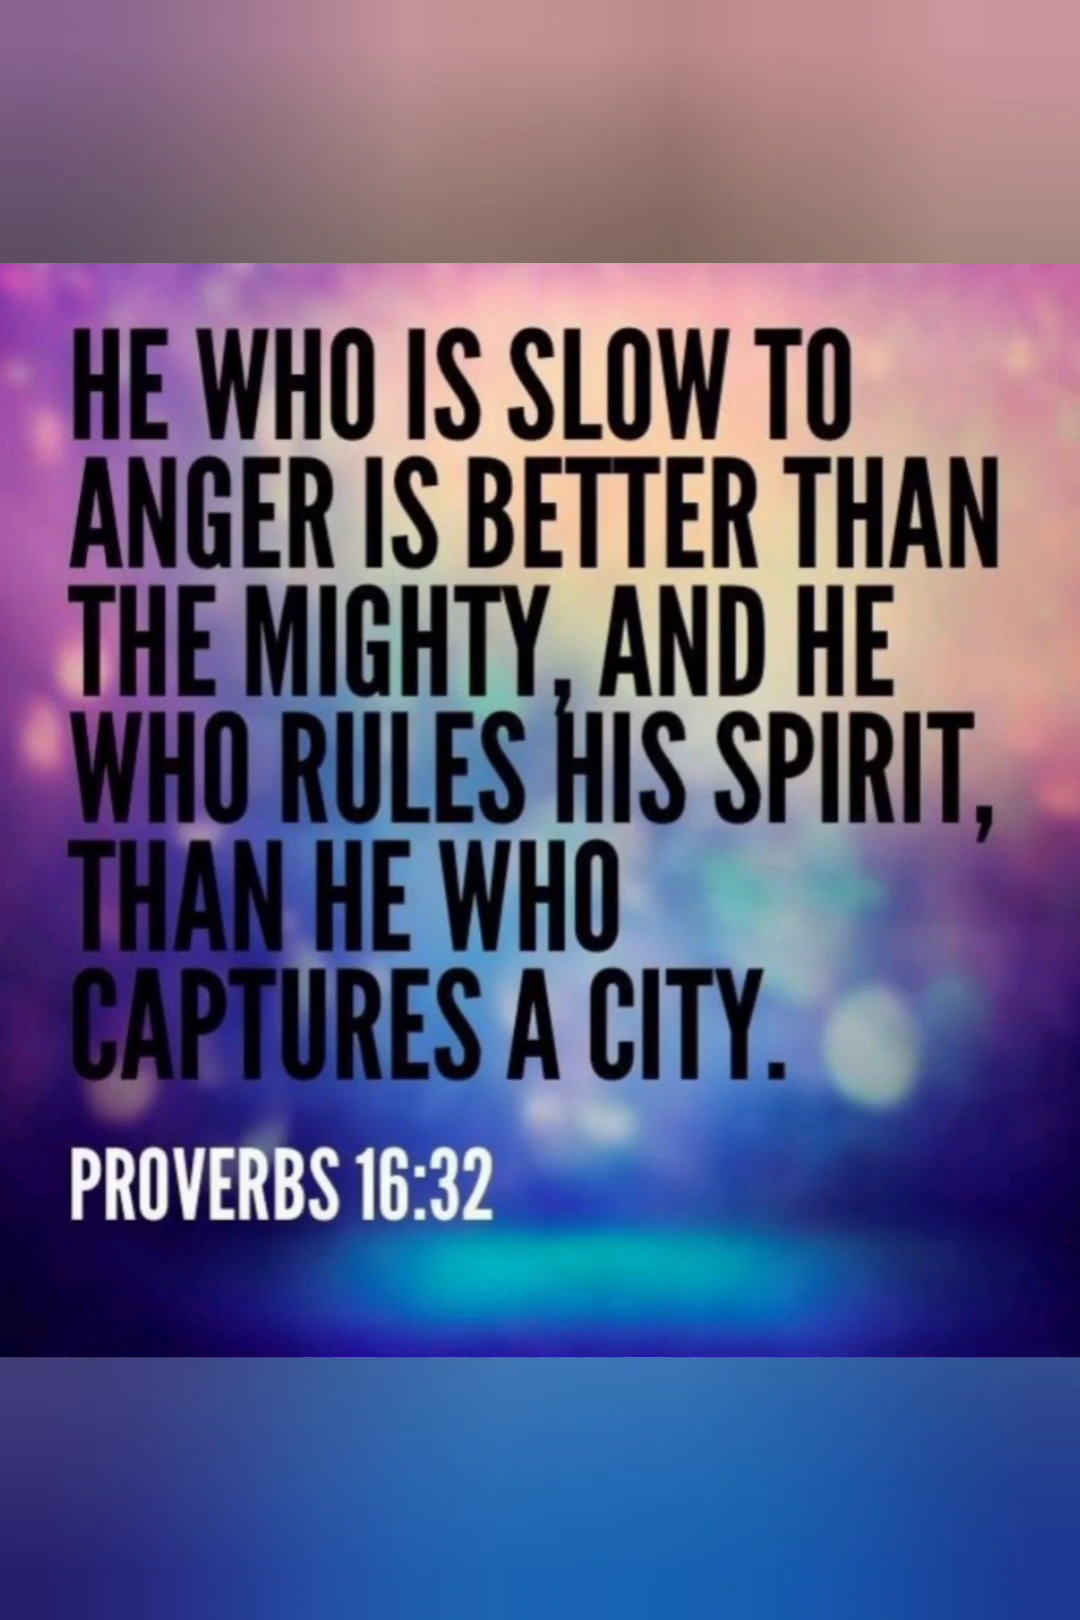 HE WHO IS SLOW TO
ANGER IS BETTER THAN
THE MIGHTY, AND HE
WHO RULES HIS SPIRIT,
THAN HE WHO
CAPTURES A CITY.
PROVERBS 16:32